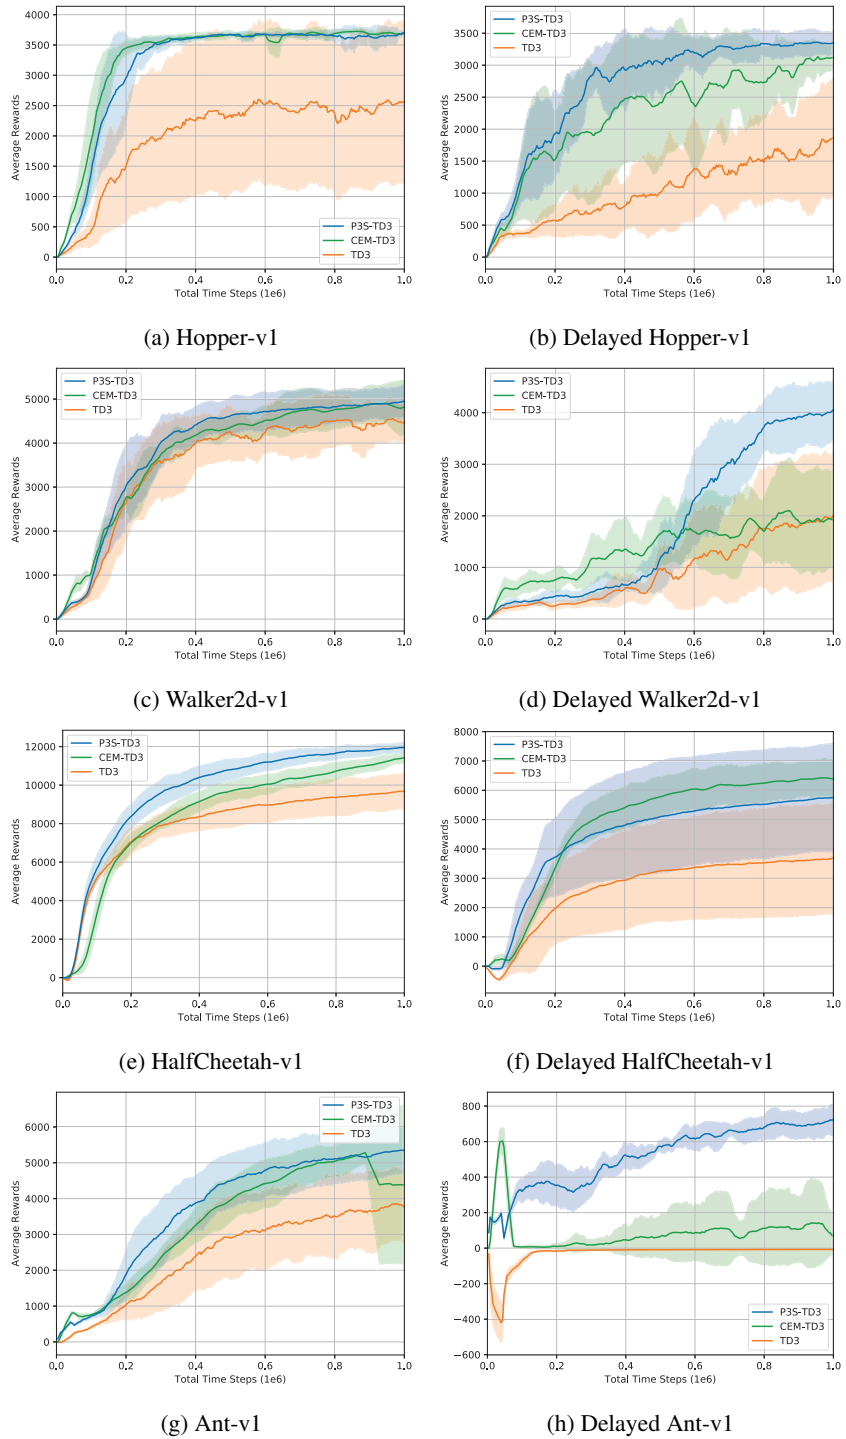 4000
3500
3000
2500
2000
1500
1000
500
0
Average Rewards
P3S-TD3
CEM-TD3
TD3
0.0 0.2 0.4 0.6 0.8 1.0
Total Time Steps (1e6)
(a) Hopper-v1
P3S-TD3
CEM-TD3
TD3
3500
3000
2500
2000
1500
1000
500
0
Average Rewards
0.0 0.2 0.4 0.6 0.8 1.0
Total Time Steps (1e6)
(b) Delayed Hopper-v1
P3S-TD3
CEM-TD3
TD3
5000
4000
3000
2000
1000
0
Average Rewards
0.0 0.2 0.4 0.6 0.8 1.0
Total Time Steps (1e6)
(c) Walker2d-v1
P3S-TD3
CEM-TD3
TD3
4000
3000
2000
1000
0
Average Rewards
0.0 0.2 0.4 0.6 0.8 1.0
Total Time Steps (1e6)
(d) Delayed Walker2d-v1
P3S-TD3
CEM-TD3
TD3
12000
10000
8000
6000
4000
2000
0
Average Rewards
0.0 0.2 0.4 0.6 0.8 1.0
Total Time Steps (1e6)
(e) HalfCheetah-v1
8000
P3S-TD3
CEM-TD3
TD3
7000
6000
5000
4000
3000
2000
1000
0
Average Rewards
0.0 0.2 0.4 0.6 0.8 1.0
Total Time Steps (1e6)
(f) Delayed HalfCheetah-v1
P3S-TD3
CEM-TD3
TD3
6000
5000
4000
3000
2000
1000
0
Average Rewards
0.0 0.2 0.4 0.6 0.8 1.0
Total Time Steps (1e6)
(g) Ant-v1
800
600
400
200
0
−200
−400
−600
Average Rewards
P3S-TD3
CEM-TD3
TD3
0.0 0.2 0.4 0.6 0.8 1.0
Total Time Steps (1e6)
(h) Delayed Ant-v1